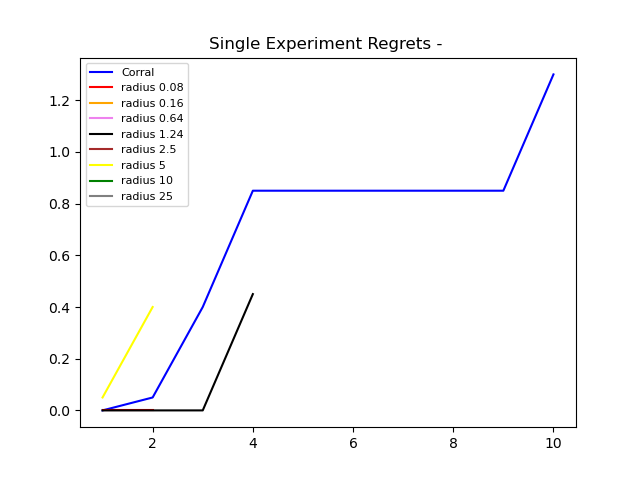 Single Experiment Regrets -
Corral
radius 0.08
radius 0.16
radius 0.64
radius 1.24
radius 2.5
radius 5
radius 10
radius 25
1.2
1.0
0.8
0.6
0.4
0.2
0.0
2 4 6 8 10